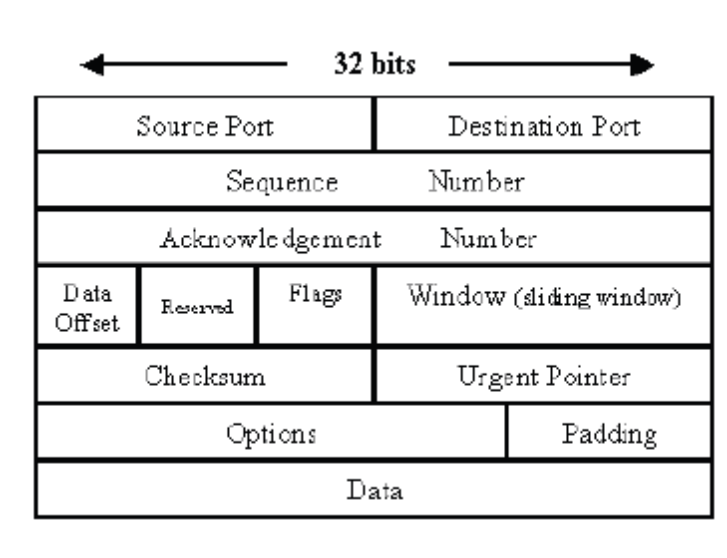 32 bits
Source Port Destination Port
Sequence Number
Acknowledgement Number
Data Offset Reserved Flags Window (sliding window)
Checksum Urgent Pointer
Options Padding
Data